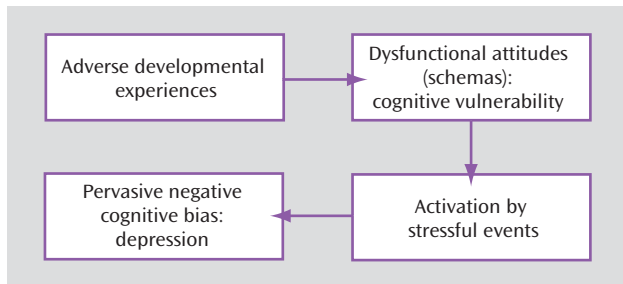 Adverse developmental
experiences
Dysfunctional attitudes
(schemas):
cognitive vulnerability
Activation by
stressful events
Pervasive negative
cognitive bias:
depression